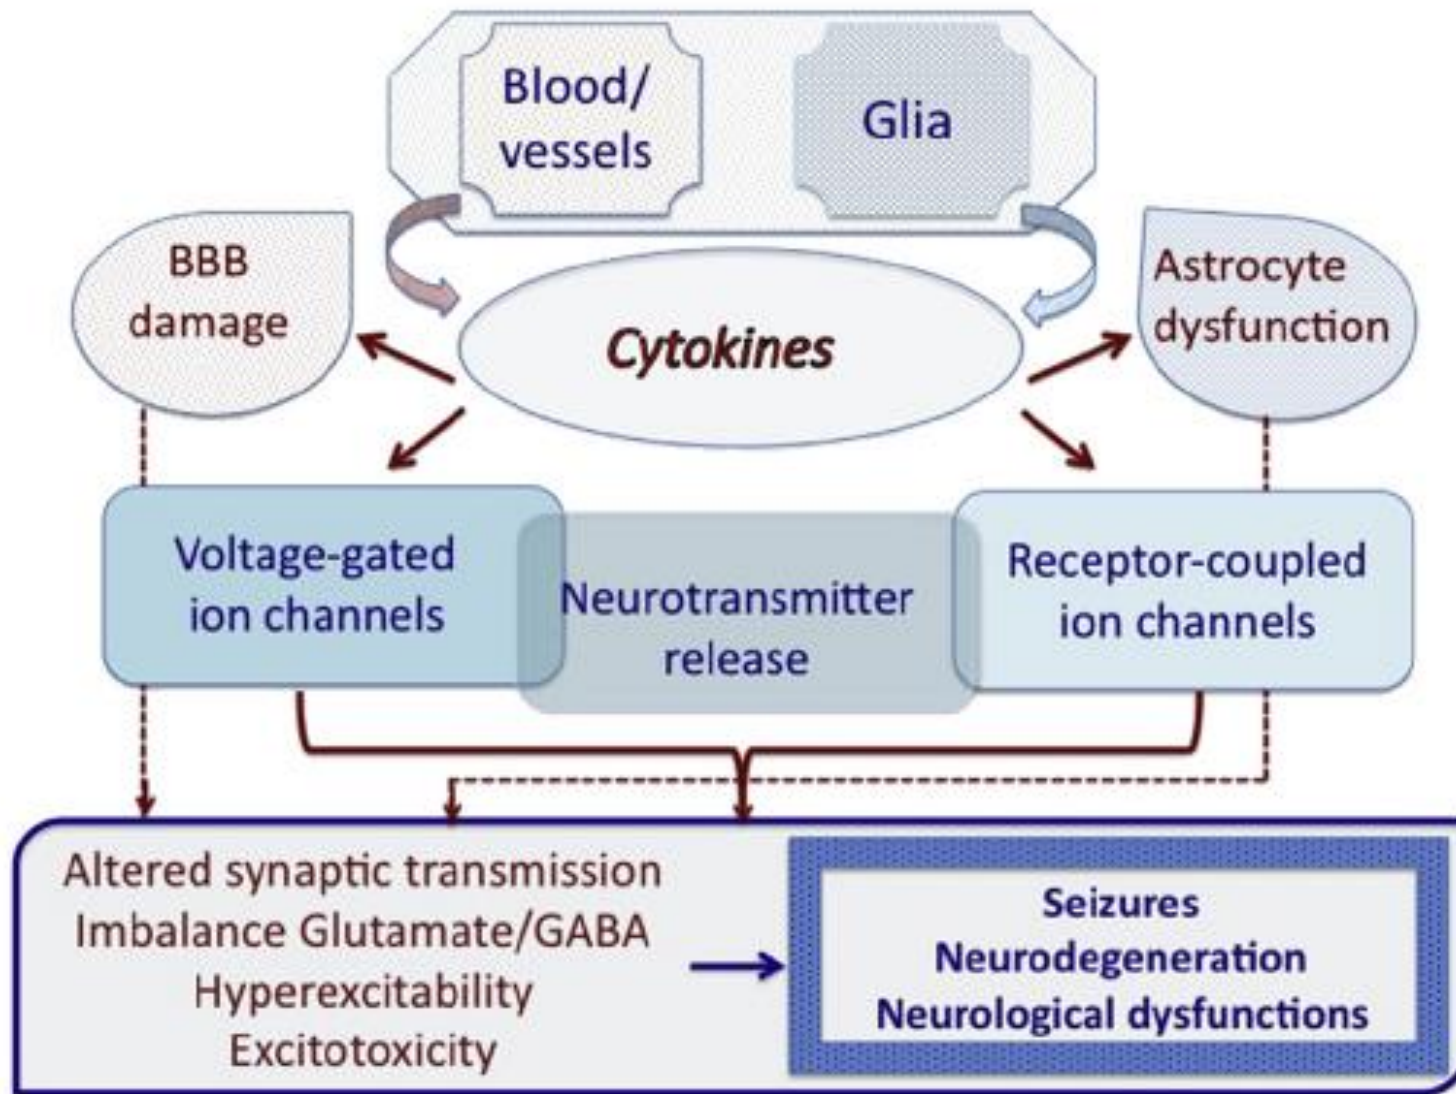 Blood/
vessels
Glia
BBB
damage
Cytokines
Astrocyte
dysfunction
Voltage-gated
ion channels
Neurotransmitter
release
Receptor-coupled
ion channels
Altered synaptic transmission
Imbalance Glutamate/GABA
Hyperexcitability
Excitotoxicity
Seizures
Neurodegeneration
Neurological dysfunctions